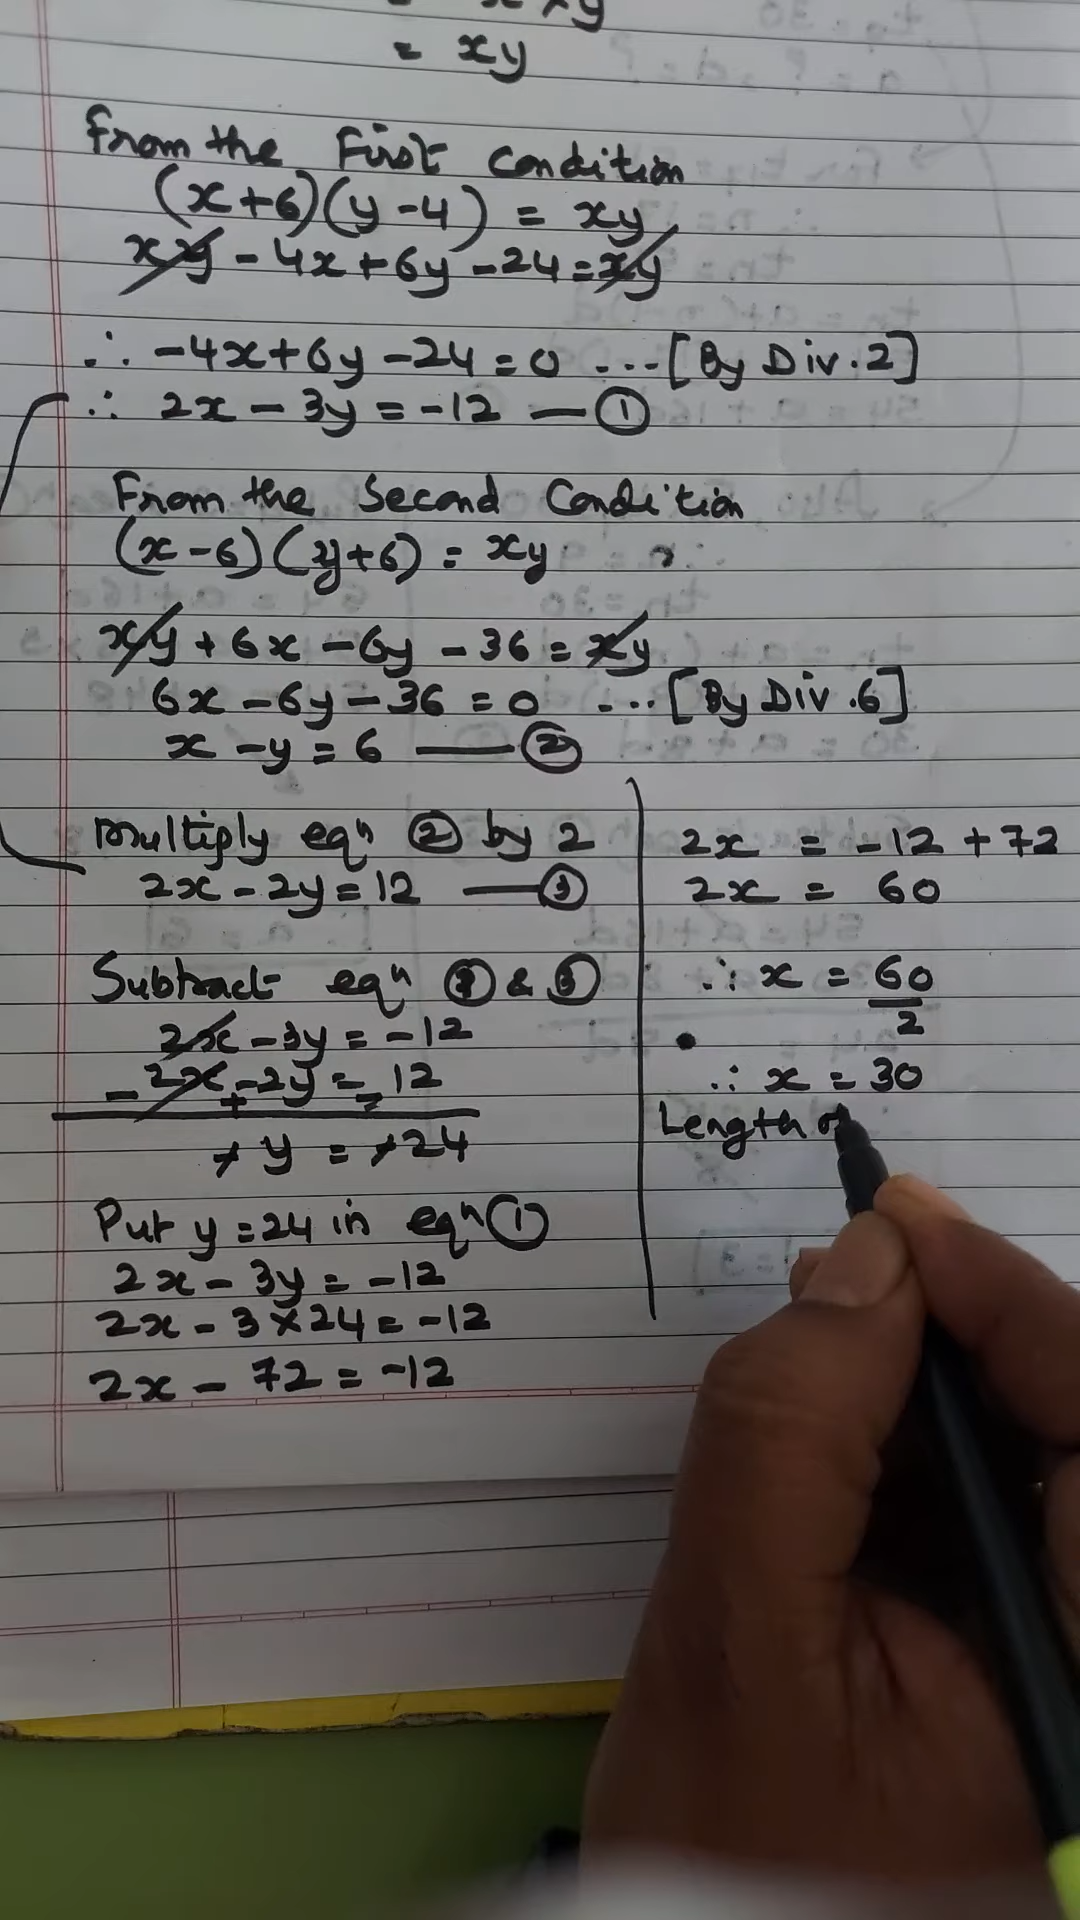 = xy
From the First Condition
(x+6)(y-4) = xy
xy - 4x + 6y - 24 = xy
∴ -4x+6y-24=0 ---[By Div.2]
∴ 2x - 3y = -12 — ①
From the Second Condition
(x-6)(y+6) = xy
xy + 6x - 6y - 36 = xy
6x - 6y - 36 = 0 ---[By Div.6]
x - y = 6 — ②
Multiply eqn ② by 2
2x - 2y = 12 — ③
Subtract eqn ① & ③
2x - 3y = -12
2x - 2y = 12
- + -
- y = -24
Put y = 24 in eqn ①
2x - 3y = -12
2x - 3×24 = -12
2x - 72 = -12
2x = -12 + 72
2x = 60
∴ x = 60
2
∴ x = 30
Length